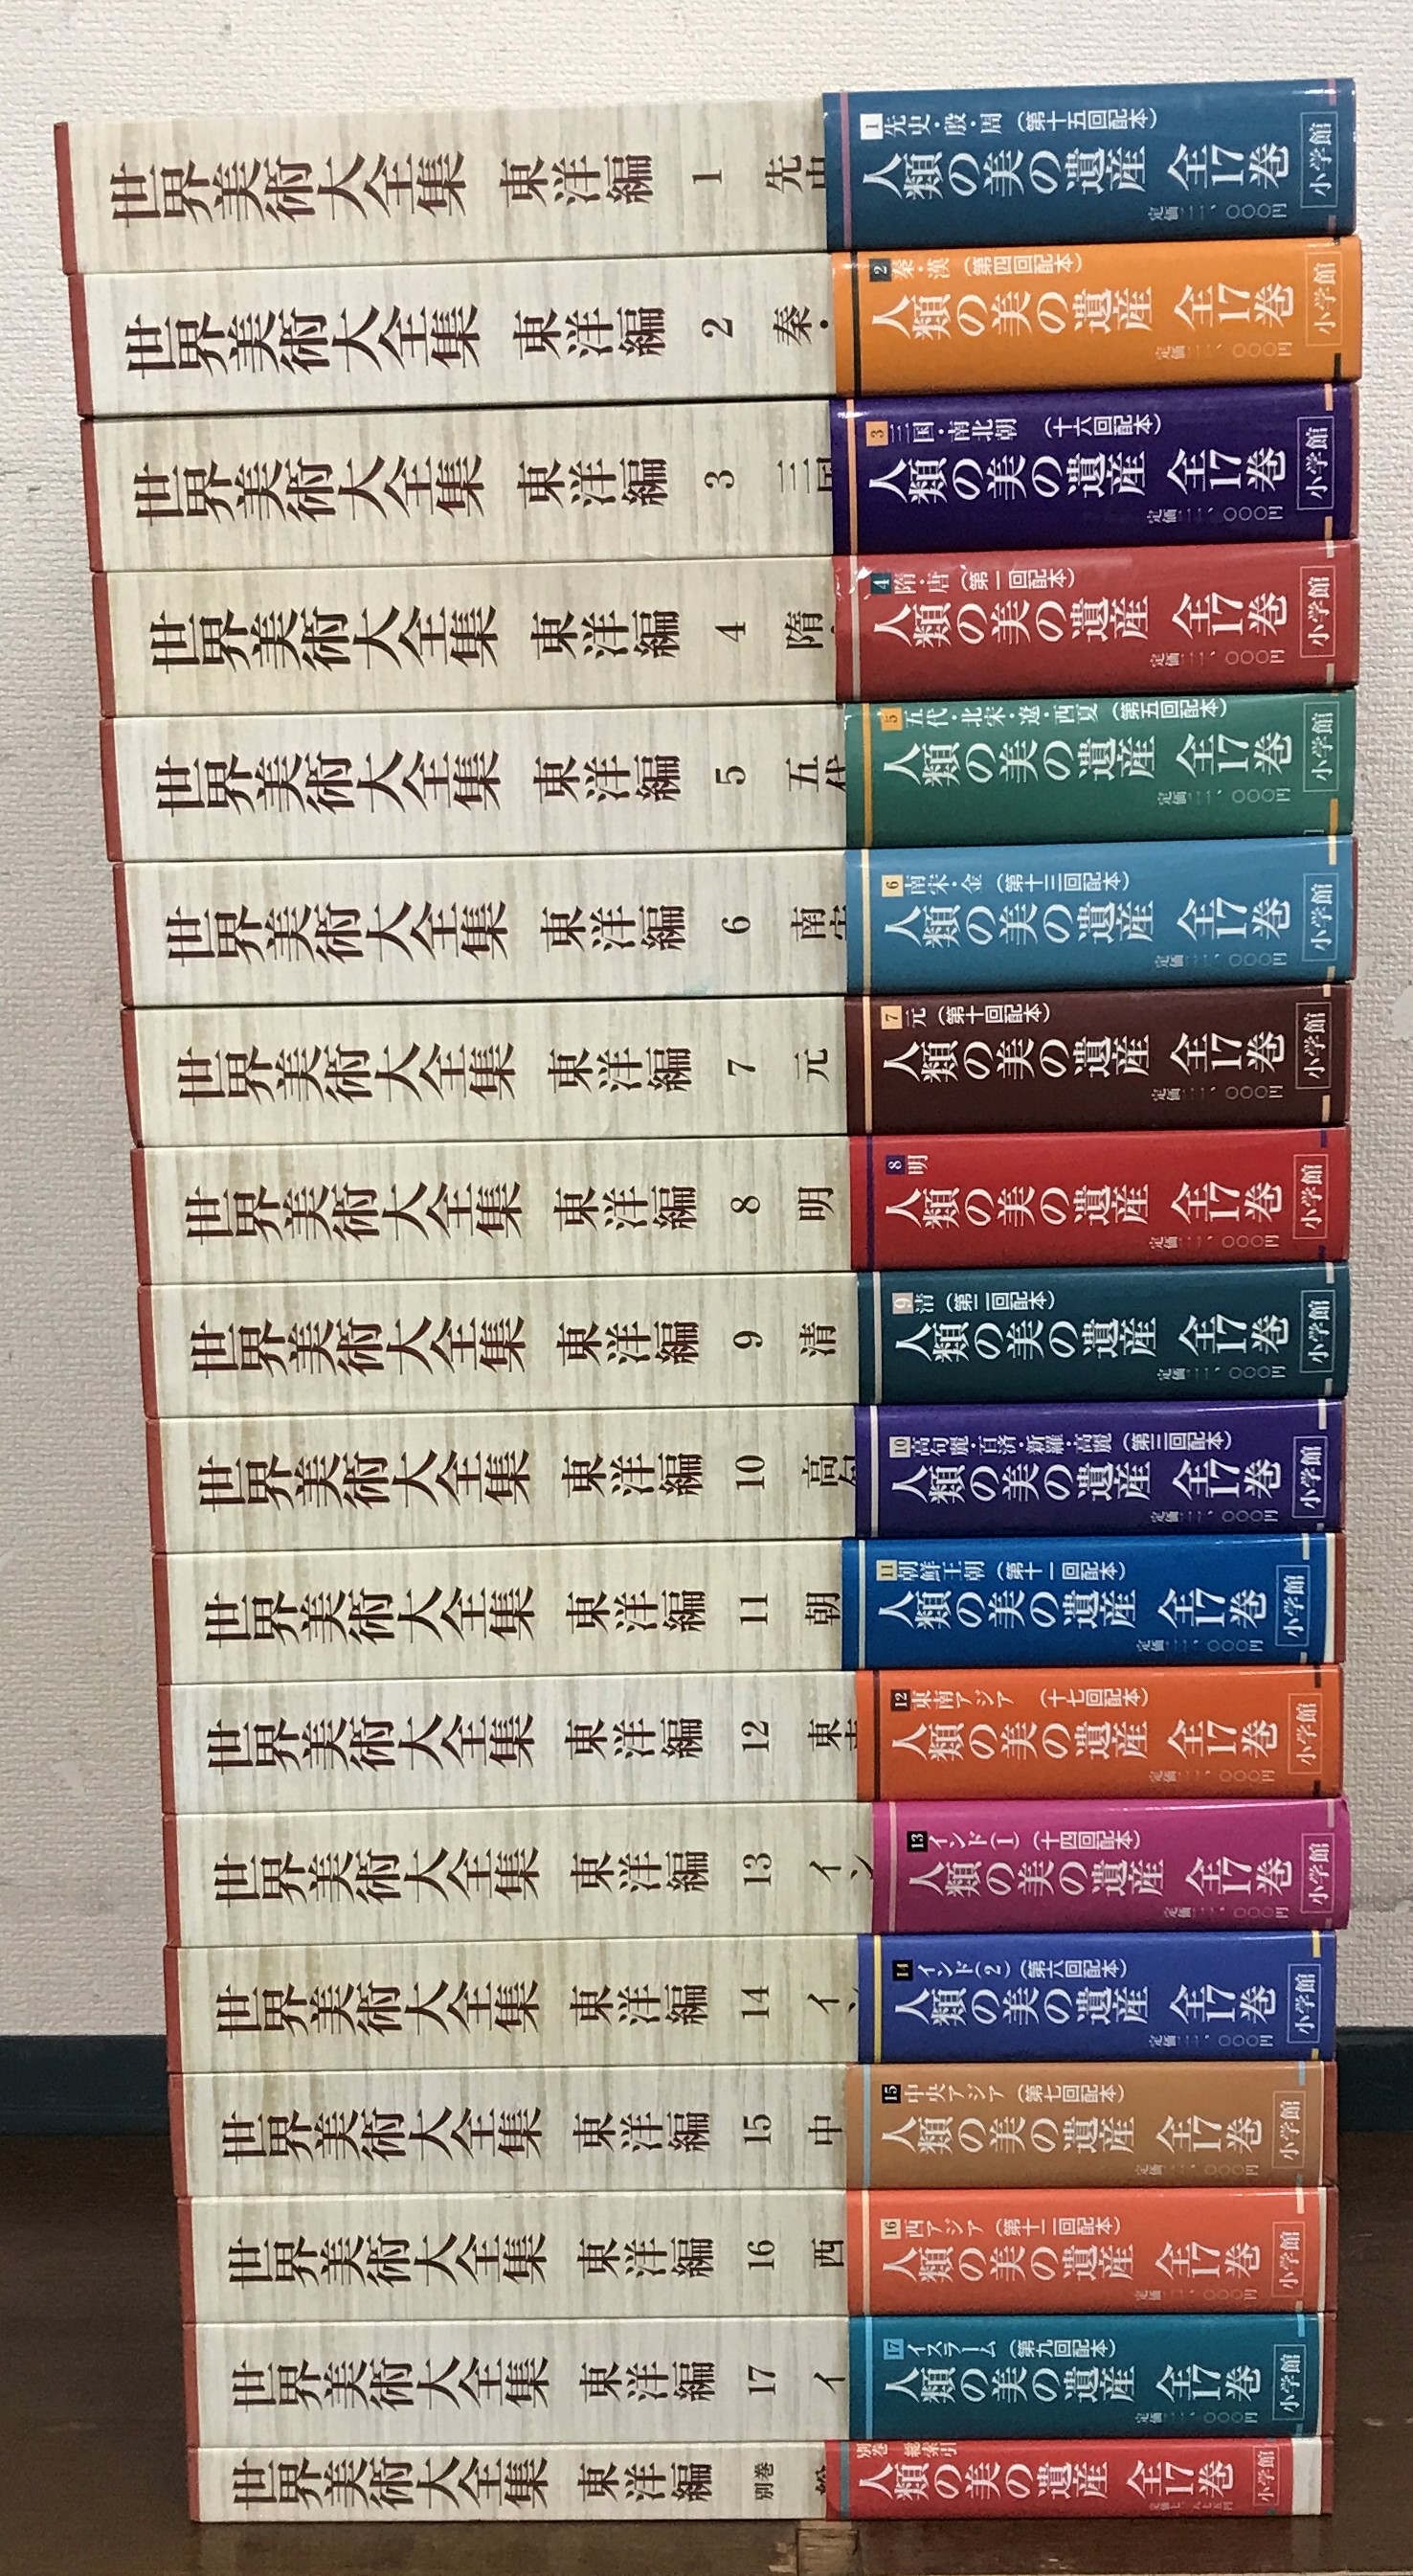 世界美術大全集 東洋編 1 先史
1 先史・殷・周 (第十五回配本)
人類の美の遺産 全17巻
小学館
世界美術大全集 東洋編 2 秦・
2 秦・漢 (第四回配本)
人類の美の遺産 全17巻
小学館
世界美術大全集 東洋編 3 三国
3 三国・南北朝 (十六回配本)
人類の美の遺産 全17巻
小学館
世界美術大全集 東洋編 4 隋
4 隋・唐 (第一回配本)
人類の美の遺産 全17巻
小学館
世界美術大全集 東洋編 5 五代
5 五代・北宋・遼・西夏 (第五回配本)
人類の美の遺産 全17巻
小学館
世界美術大全集 東洋編 6 南宋
6 南宋・金 (第十三回配本)
人類の美の遺産 全17巻
小学館
世界美術大全集 東洋編 7 元
7 元 (第十回配本)
人類の美の遺産 全17巻
小学館
世界美術大全集 東洋編 8 明
8 明
人類の美の遺産 全17巻
小学館
世界美術大全集 東洋編 9 清
9 清 (第二回配本)
人類の美の遺産 全17巻
小学館
世界美術大全集 東洋編 10 高句
10 高句麗・百済・新羅・高麗 (第三回配本)
人類の美の遺産 全17巻
小学館
世界美術大全集 東洋編 11 朝
11 朝鮮王朝 (第十一回配本)
人類の美の遺産 全17巻
小学館
世界美術大全集 東洋編 12 東南
12 東南アジア (十七回配本)
人類の美の遺産 全17巻
小学館
世界美術大全集 東洋編 13 イン
13 インド(1) (十四回配本)
人類の美の遺産 全17巻
小学館
世界美術大全集 東洋編 14 イン
14 インド(2) (第六回配本)
人類の美の遺産 全17巻
小学館
世界美術大全集 東洋編 15 中
15 中央アジア (第七回配本)
人類の美の遺産 全17巻
小学館
世界美術大全集 東洋編 16 西
16 西アジア (第十二回配本)
人類の美の遺産 全17巻
小学館
世界美術大全集 東洋編 17 イ
17 イスラーム (第九回配本)
人類の美の遺産 全17巻
小学館
世界美術大全集 東洋編 別巻
別巻 総索引
人類の美の遺産 全17巻
小学館